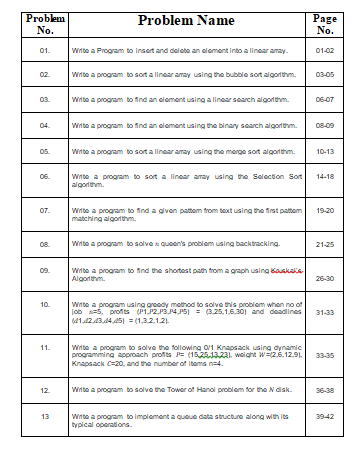 Problem No. Problem Name Page No.
01. Write a Program to insert and delete an element into a linear array. 01-02
02. Write a program to sort a linear array using the bubble sort algorithm. 03-05
03. Write a program to find an element using a linear search algorithm. 06-07
04. Write a program to find an element using the binary search algorithm. 08-09
05. Write a program to sort a linear array using the merge sort algorithm. 10-13
06. Write a program to sort a linear array using the Selection Sort 14-18
algorithm.
07. Write a program to find a given pattern from text using the first pattern 19-20
matching algorithm.
08. Write a program to solve n queen's problem using backtracking. 21-25
09. Write a program to find the shortest path from a graph using Kruskal's 26-30
Algorithm.
10. Write a program using greedy method to solve this problem when no of 31-33
job n=5, profits (P1,P2,P3,P4,P5) = (3,25,1,6,30) and deadlines
(d1,d2,d3,d4,d5) = (1,3,2,1,2).
11. Write a program to solve the following 0/1 Knapsack using dynamic 33-35
programming approach profits P= (15,25,13,23), weight W=(2,6,12,9),
Knapsack C=20, and the number of items n=4.
12. Write a program to solve the Tower of Hanoi problem for the N disk. 36-38
13 Write a program to implement a queue data structure along with its 39-42
typical operations.